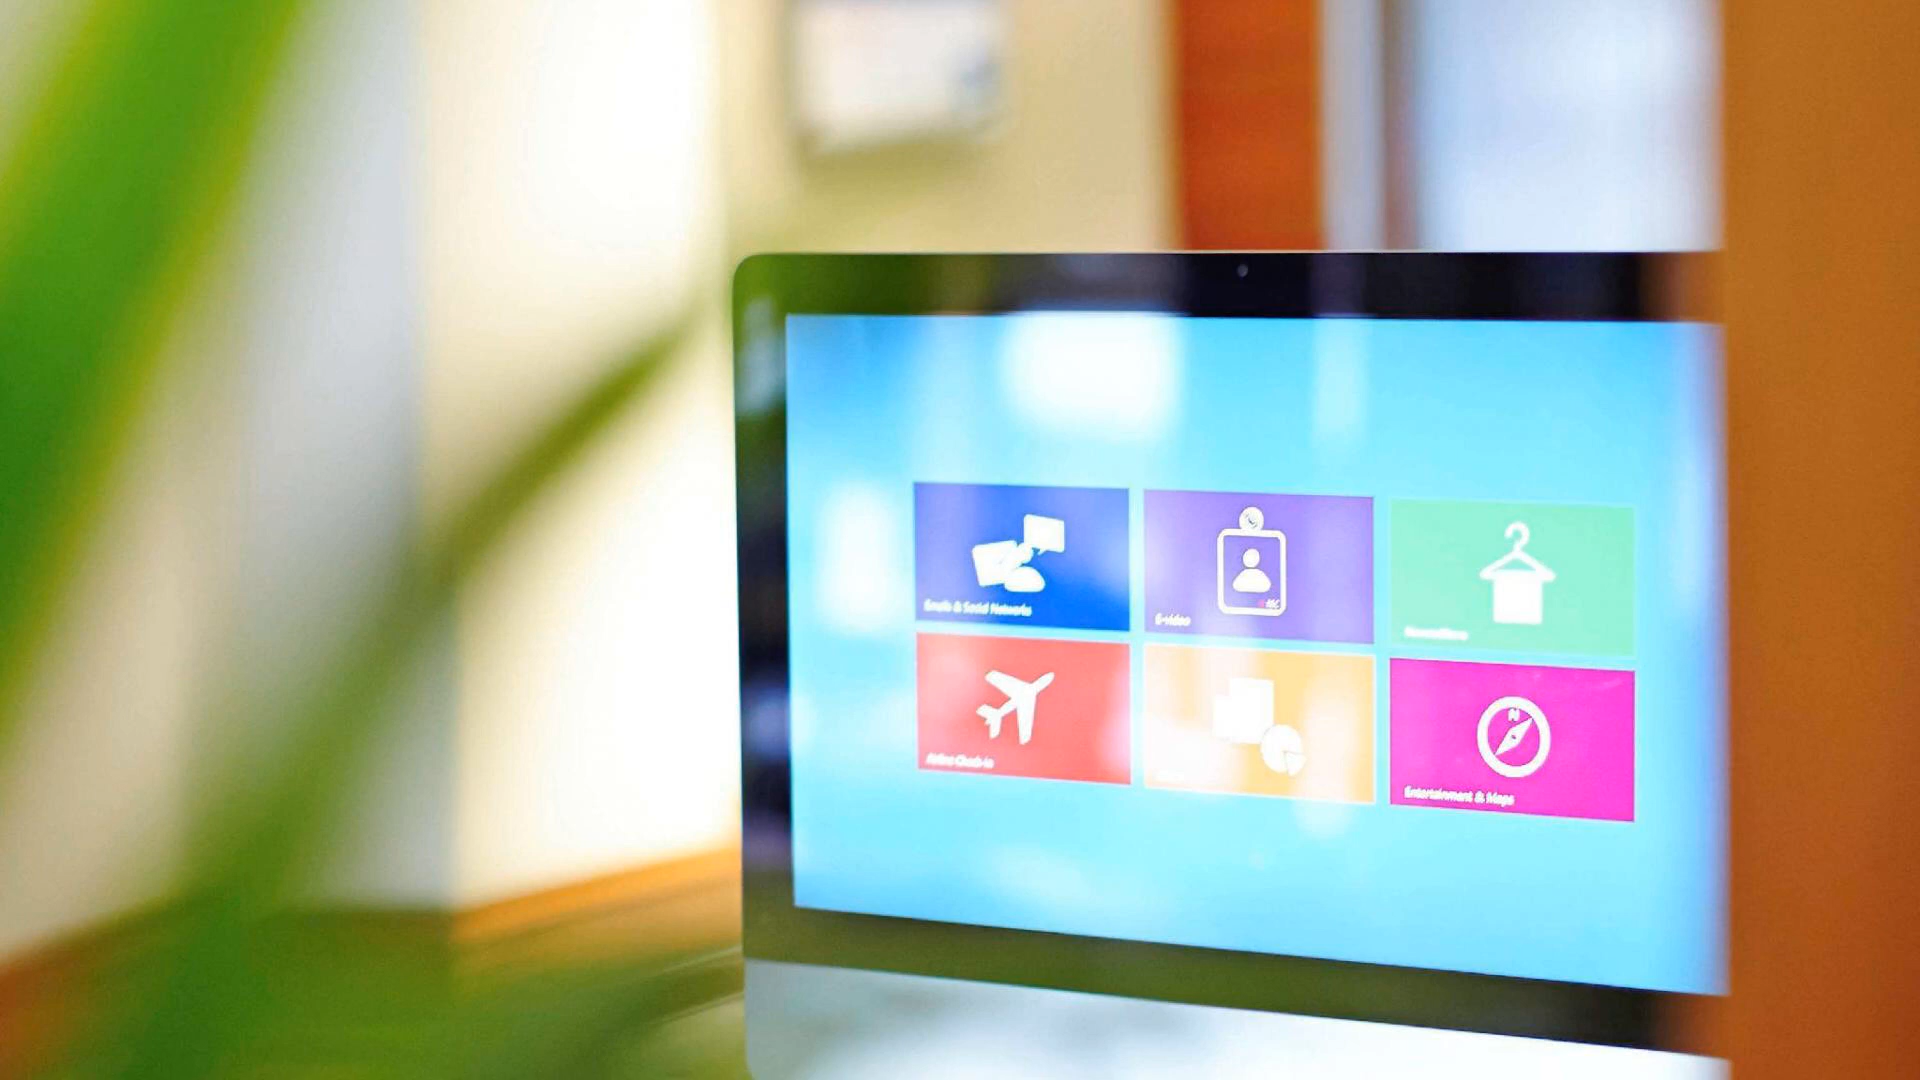 Emails & Social Networks
E-video
Airline Check-in
Entertainment & Maps
N